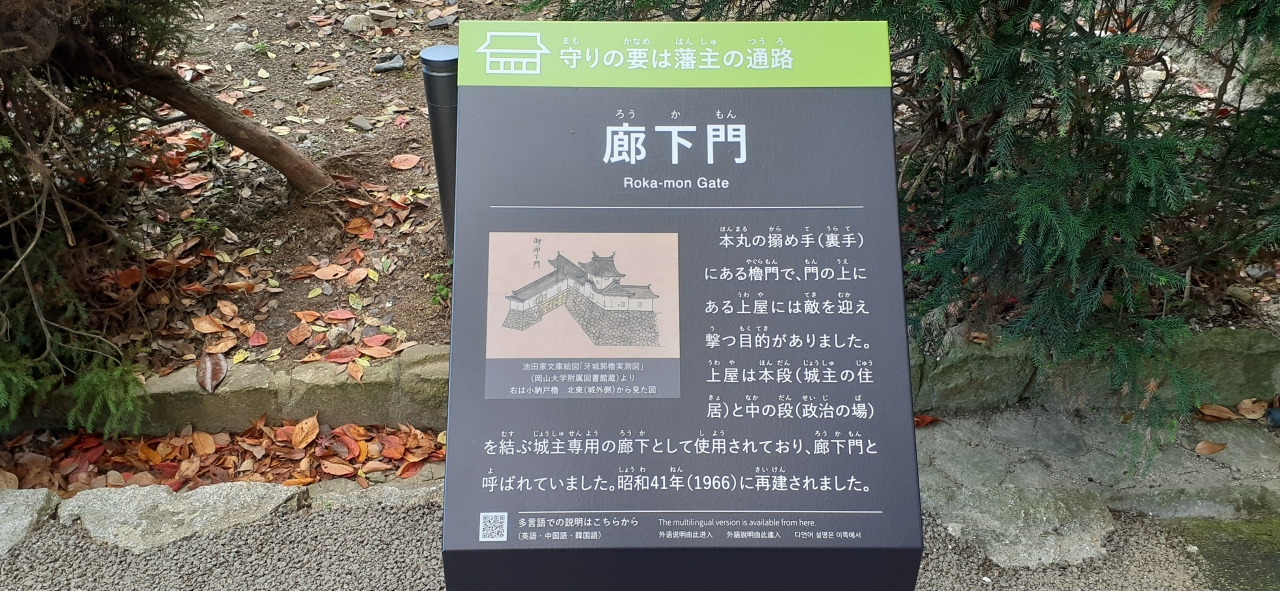 守りの要は藩主の通路
廊下門
Roka-mon Gate
御廊下門
池田家文庫絵図「牙城郭櫓実測図」
(岡山大学附属図書館蔵)より
右は小納戸櫓 北東(城外側)から見た図
本丸の搦め手(裏手)
にある櫓門で、門の上に
ある上屋には敵を迎え
撃つ目的がありました。
上屋は本段(城主の住
居)と中の段(政治の場)
を結ぶ城主専用の廊下として使用されており、廊下門と
呼ばれていました。昭和41年(1966)に再建されました。
多言語での説明はこちらから
(英語・中国語・韓国語)
The multilingual version is available from here.
外语说明由此进入 外語說明由此進入 다언어 설명은 이쪽에서